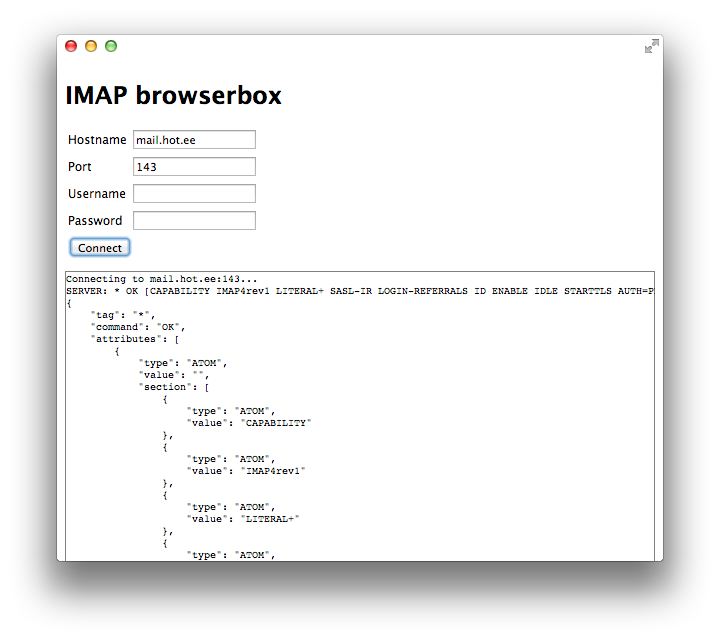 IMAP browserbox
Hostname mail.hot.ee
Port 143
Username
Password
Connect
Connecting to mail.hot.ee:143...
SERVER: * OK [CAPABILITY IMAP4rev1 LITERAL+ SASL-IR LOGIN-REFERRALS ID ENABLE IDLE STARTTLS AUTH=P
{
    "tag": "*",
    "command": "OK",
    "attributes": [
        {
            "type": "ATOM",
            "value": "",
            "section": [
                {
                    "type": "ATOM",
                    "value": "CAPABILITY"
                },
                {
                    "type": "ATOM",
                    "value": "IMAP4rev1"
                },
                {
                    "type": "ATOM",
                    "value": "LITERAL+"
                },
                {
                    "type": "ATOM",